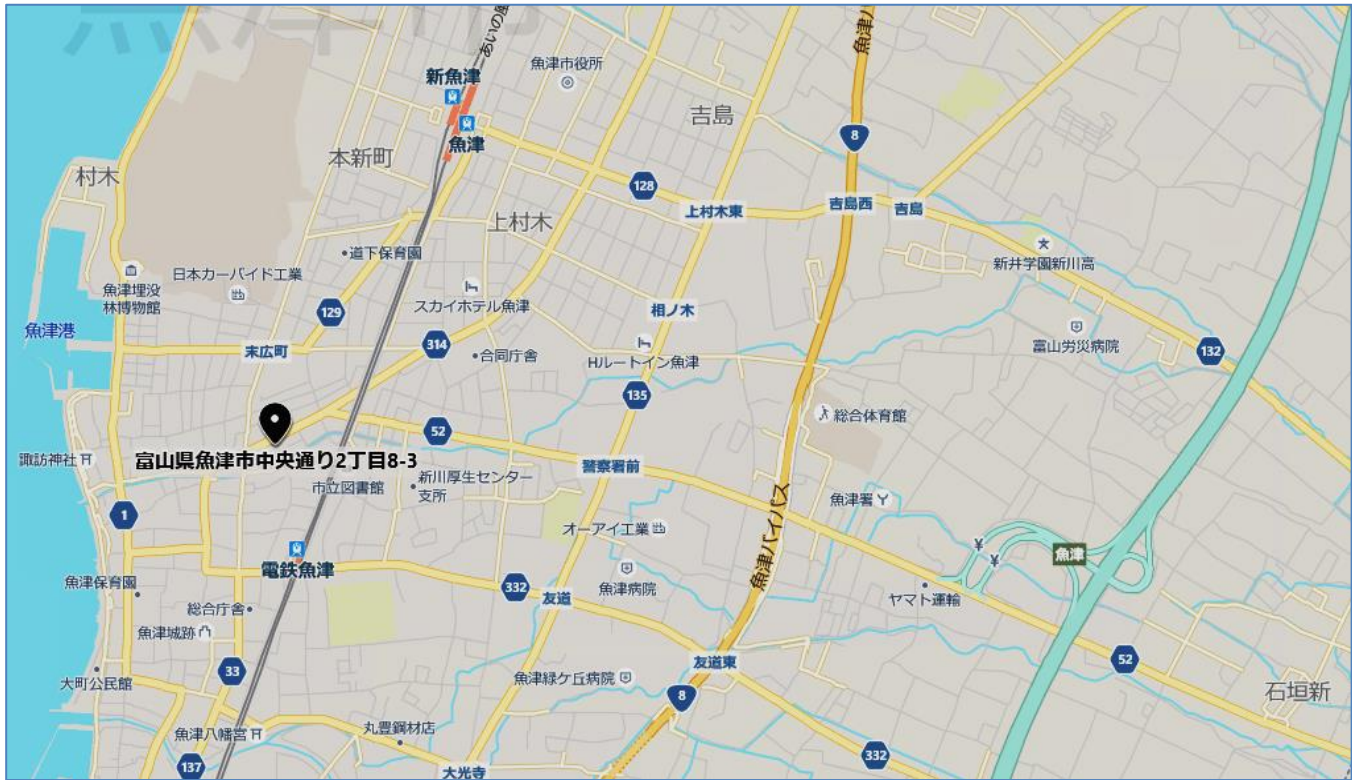 魚津市
あいの風
魚津バ
新魚津
魚津市役所
魚津
吉島
8
本新町
村木
128
上村木東
吉島西
吉島
上村木
道下保育園
新井学園新川高
日本カーバイド工業
魚津埋没
林博物館
スカイホテル魚津
129
相ノ木
魚津港
末広町
314
合同庁舎
Hルートイン魚津
富山労災病院
132
135
総合体育館
52
諏訪神社
富山県魚津市中央通り2丁目8-3
警察署前
市立図書館
新川厚生センター
支所
魚津バイパス
魚津署
1
オーアイ工業
¥
¥
魚津
電鉄魚津
魚津保育園
332
友道
魚津病院
ヤマト運輸
総合庁舎
魚津城跡
大町公民館
33
友道東
52
魚津緑ケ丘病院
8
石垣新
魚津八幡宮
丸豊鋼材店
137
大光寺
332